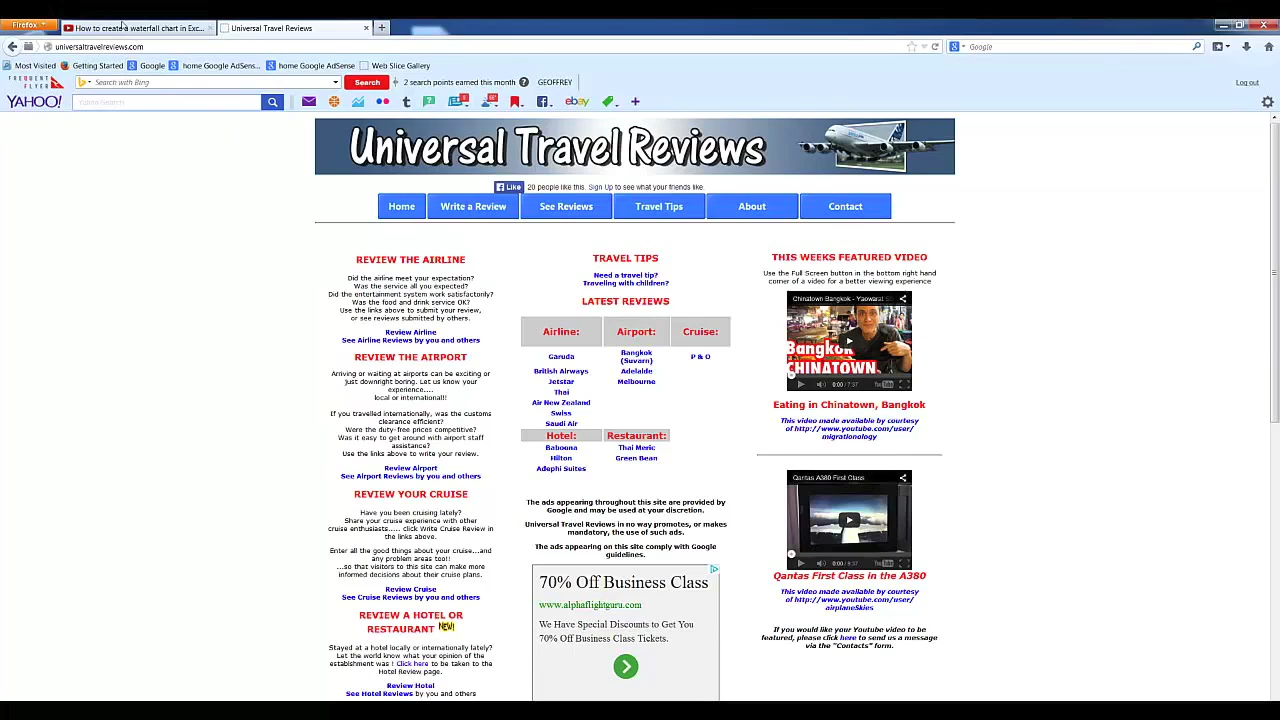 Firefox
How to create a waterfall chart in Exc...
Universal Travel Reviews
universaltravelreviews.com
Google
Most Visited
Getting Started
Google
home Google AdSens...
home Google AdSense
Web Slice Gallery
FREQUENT
FLYER
Search with Bing
Search
2 search points earned this month
GEOFFREY
Log out
YAHOO!
Yahoo Search
ebay
Universal Travel Reviews
Like
20 people like this. Sign Up to see what your friends like.
Home
Write a Review
See Reviews
Travel Tips
About
Contact
REVIEW THE AIRLINE
Did the airline meet your expectation?
Was the service all you expected?
Did the entertainment system work satisfactorily?
Was the food and drink service OK?
Use the links above to submit your review,
or see reviews submitted by others.
Review Airline
See Airline Reviews by you and others
REVIEW THE AIRPORT
Arriving or waiting at airports can be exciting or
just downright boring. Let us know your
experience....
local or international!!
If you travelled internationally, was the customs
clearance efficient?
Were the duty-free prices competitive?
Was it easy to get around with airport staff
assistance?
Use the links above to write your review.
Review Airport
See Airport Reviews by you and others
REVIEW YOUR CRUISE
Have you been cruising lately?
Share your cruise experience with other
cruise enthusiasts..... click Write Cruise Review in
the links above.
Enter all the good things about your cruise...and
any problem areas too!!
...so that visitors to this site can make more
informed decisions about their cruise plans.
Review Cruise
See Cruise Reviews by you and others
REVIEW A HOTEL OR
RESTAURANT NEW!
Stayed at a hotel locally or internationally lately?
Let the world know what your opinion of the
establshment was ! Click here to be taken to the
Hotel Review page.
Review Hotel
See Hotel Reviews by you and others
TRAVEL TIPS
Need a travel tip?
Traveling with children?
LATEST REVIEWS
Airline: Airport: Cruise:
Garuda Bangkok (Suvarn) P & O
British Airways Adelaide
Jetstar Melbourne
Thai
Air New Zealand
Swiss
Saudi Air
Hotel: Restaurant:
Baboona Thai Meric
Hilton Green Bean
Adephi Suites
The ads appearing throughout this site are provided by
Google and may be used at your discretion.
Universal Travel Reviews in no way promotes, or makes
mandatory, the use of such ads.
The ads appearing on this site comply with Google
guidelines.
70% Off Business Class
www.alphaflightguru.com
We Have Special Discounts to Get You
70% Off Business Class Tickets.
THIS WEEKS FEATURED VIDEO
Use the Full Screen button in the bottom right hand
corner of a video for a better viewing experience
Chinatown Bangkok - Yaowarat
Bangkok
CHINATOWN
0:00 / 7:37
Eating in Chinatown, Bangkok
This video made available by courtesy
of http://www.youtube.com/user/
migrationology
Qantas A380 First Class
0:00 / 9:37
Qantas First Class in the A380
This video made available by courtesy
of http://www.youtube.com/user/
airplaneSkies
If you would like your Youtube video to be
featured, please click here to send us a message
via the "Contacts" form.